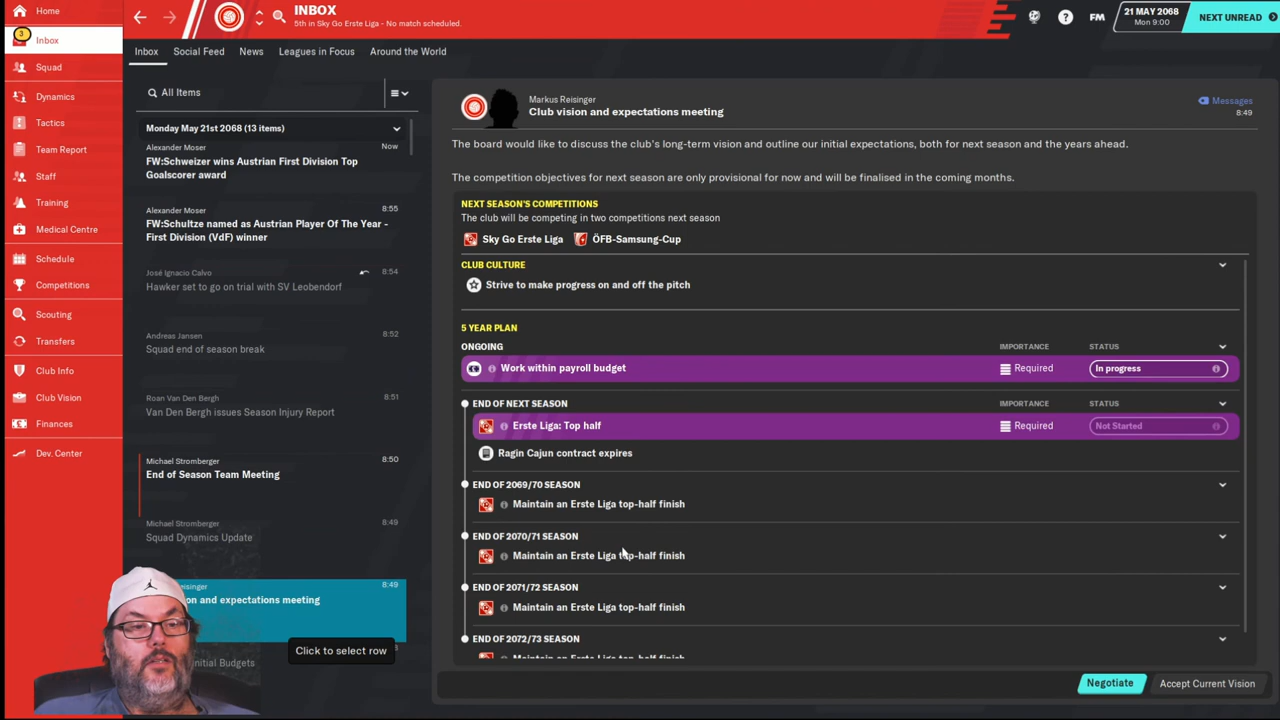 Home
INBOX
5th in Sky Go Erste Liga - No match scheduled.
FM
21 MAY 2068
Mon 9:00
NEXT UNREAD
3
Inbox
Squad
Dynamics
Tactics
Team Report
Staff
Training
Medical Centre
Schedule
Competitions
Scouting
Transfers
Club Info
Club Vision
Finances
Dev. Center
Inbox
Social Feed
News
Leagues in Focus
Around the World
All Items
Monday May 21st 2068 (13 items)
Alexander Moser
Now
FW:Schweizer wins Austrian First Division Top
Goalscorer award
Alexander Moser
8:55
FW:Schultze named as Austrian Player Of The Year -
First Division (VdF) winner
José Ignacio Calvo
8:54
Hawker set to go on trial with SV Leobendorf
Andreas Jansen
8:52
Squad end of season break
Roan Van Den Bergh
8:51
Van Den Bergh issues Season Injury Report
Michael Stromberger
8:50
End of Season Team Meeting
Michael Stromberger
8:49
Squad Dynamics Update
Reisinger
8:49
on and expectations meeting
Click to select row
nitial Budgets
Markus Reisinger
Club vision and expectations meeting
Messages
8:49
The board would like to discuss the club's long-term vision and outline our initial expectations, both for next season and the years ahead.
The competition objectives for next season are only provisional for now and will be finalised in the coming months.
NEXT SEASON'S COMPETITIONS
The club will be competing in two competitions next season
Sky Go Erste Liga
ÖFB-Samsung-Cup
CLUB CULTURE
Strive to make progress on and off the pitch
5 YEAR PLAN
ONGOING
IMPORTANCE
STATUS
Work within payroll budget
Required
In progress
END OF NEXT SEASON
IMPORTANCE
STATUS
Erste Liga: Top half
Required
Not Started
Ragin Cajun contract expires
END OF 2069/70 SEASON
Maintain an Erste Liga top-half finish
END OF 2070/71 SEASON
Maintain an Erste Liga top-half finish
END OF 2071/72 SEASON
Maintain an Erste Liga top-half finish
END OF 2072/73 SEASON
Maintain an Erste Liga top-half finish
Negotiate
Accept Current Vision